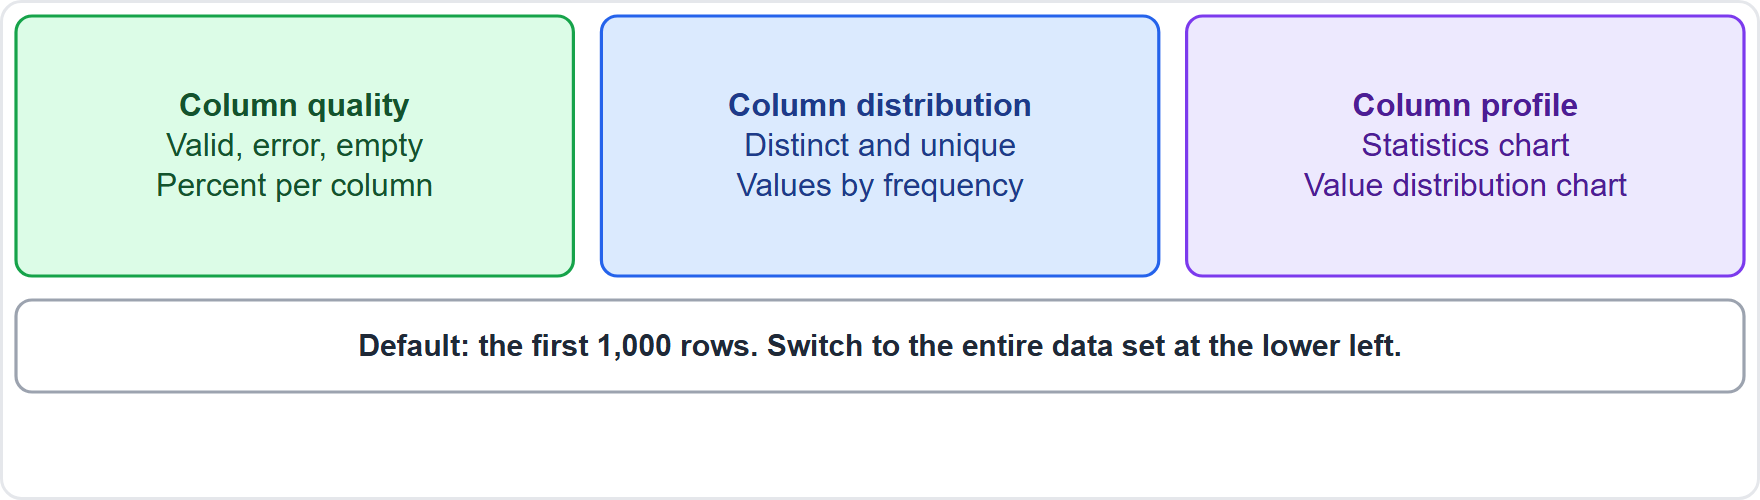 Column quality
Valid, error, empty
Percent per column
Column distribution
Distinct and unique
Values by frequency
Column profile
Statistics chart
Value distribution chart
Default: the first 1,000 rows. Switch to the entire data set at the lower left.